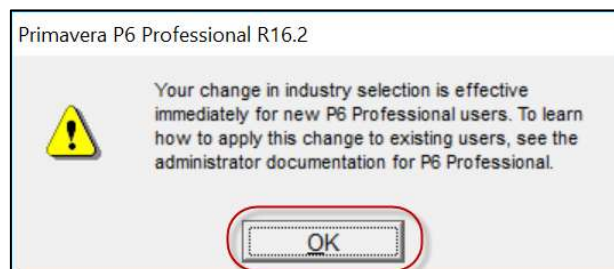 Primavera P6 Professional R16.2
Your change in industry selection is effective
immediately for new P6 Professional users. To learn
how to apply this change to existing users, see the
administrator documentation for P6 Professional.
OK